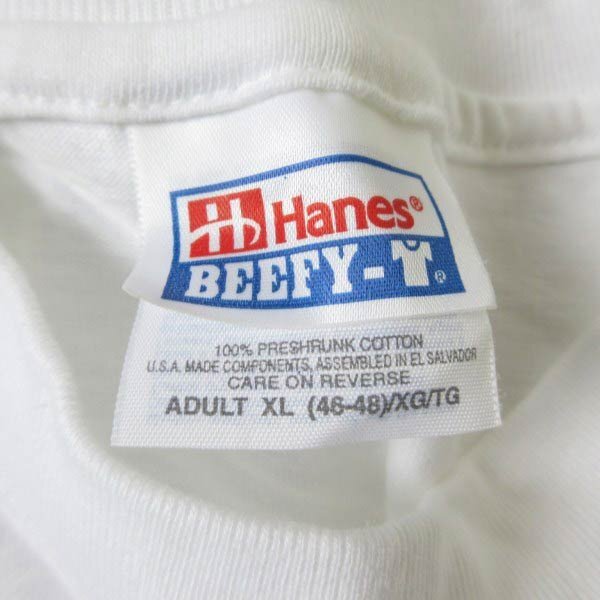 Hanes®
BEEFY-T®
100% PRESHRUNK COTTON
U.S.A. MADE COMPONENTS, ASSEMBLED IN EL SALVADOR
CARE ON REVERSE
ADULT XL (46-48)/XG/TG